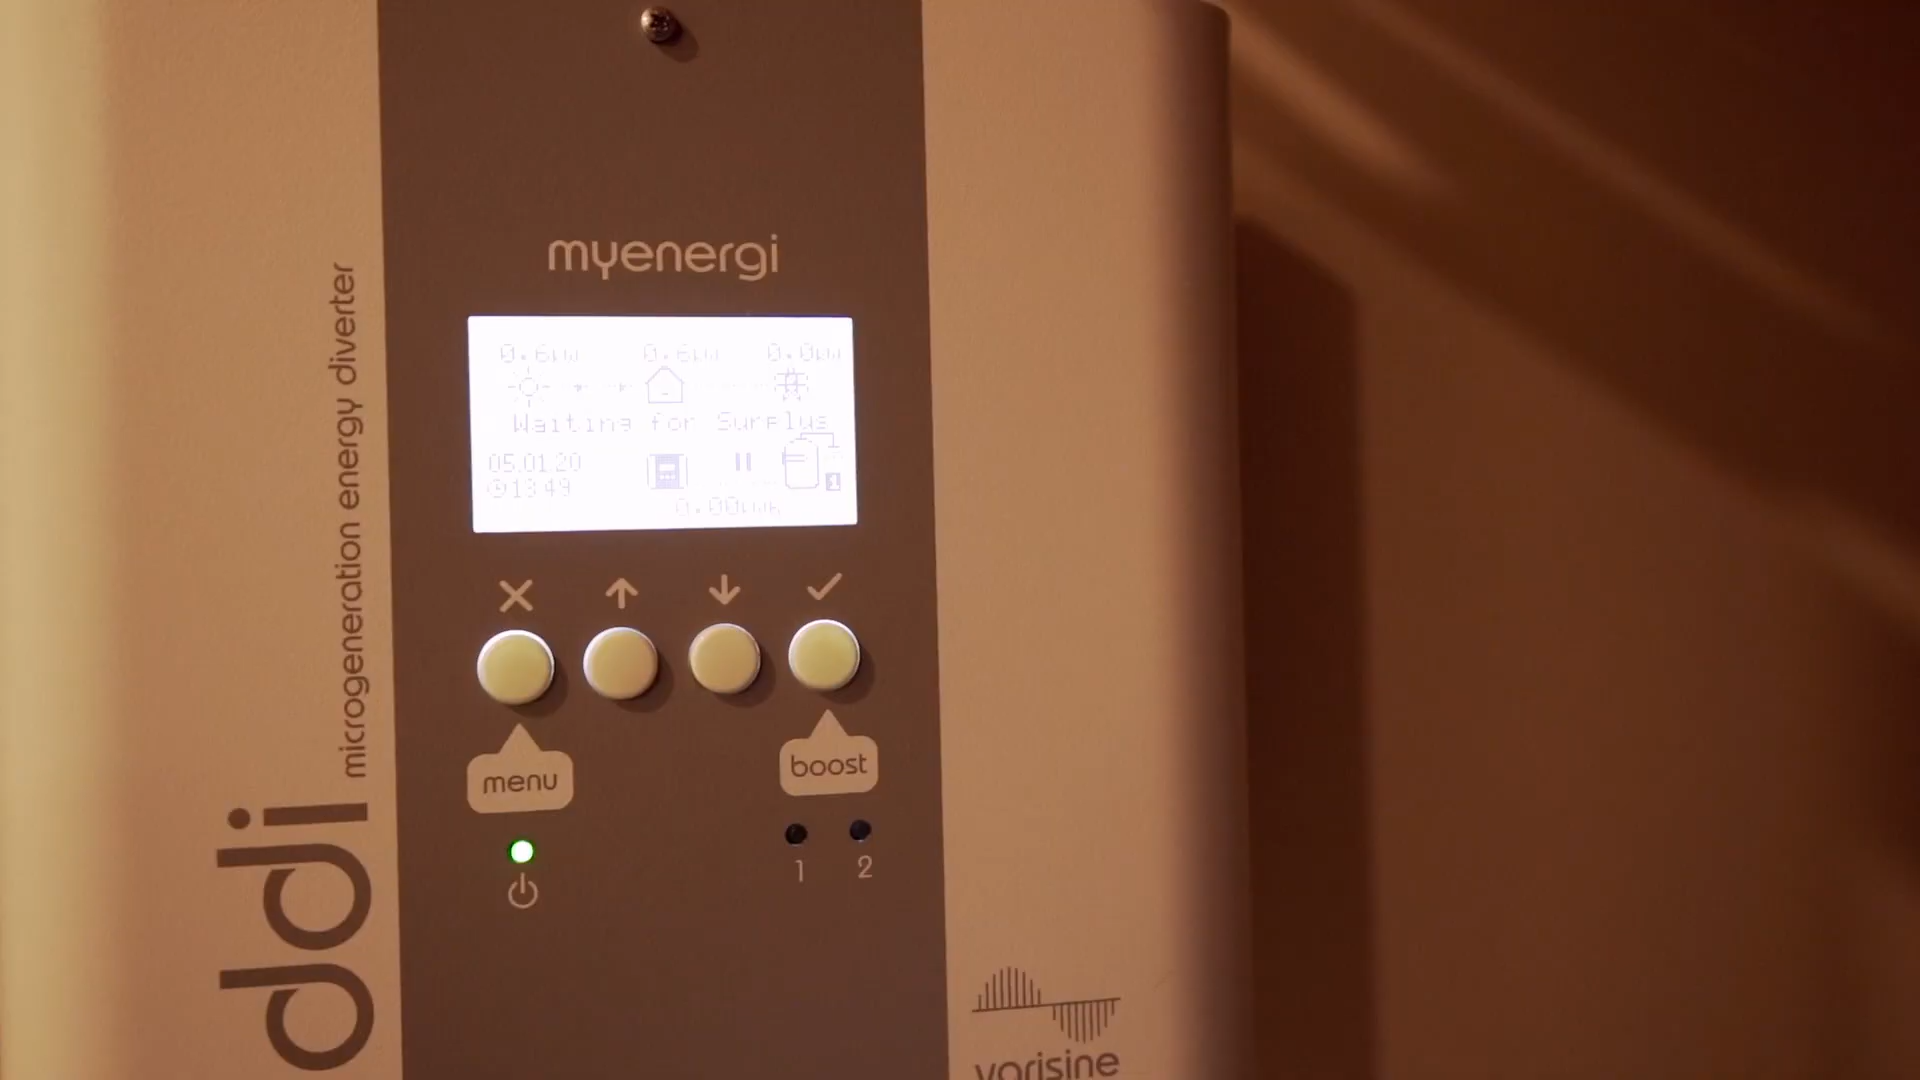 myenergi
0.6kW 0.6kW 0.0kW
Waiting for Surplus
05.01.20
13:49
1
0.00kWh
menu
boost
1 2
ddi
microgeneration energy diverter
varisine